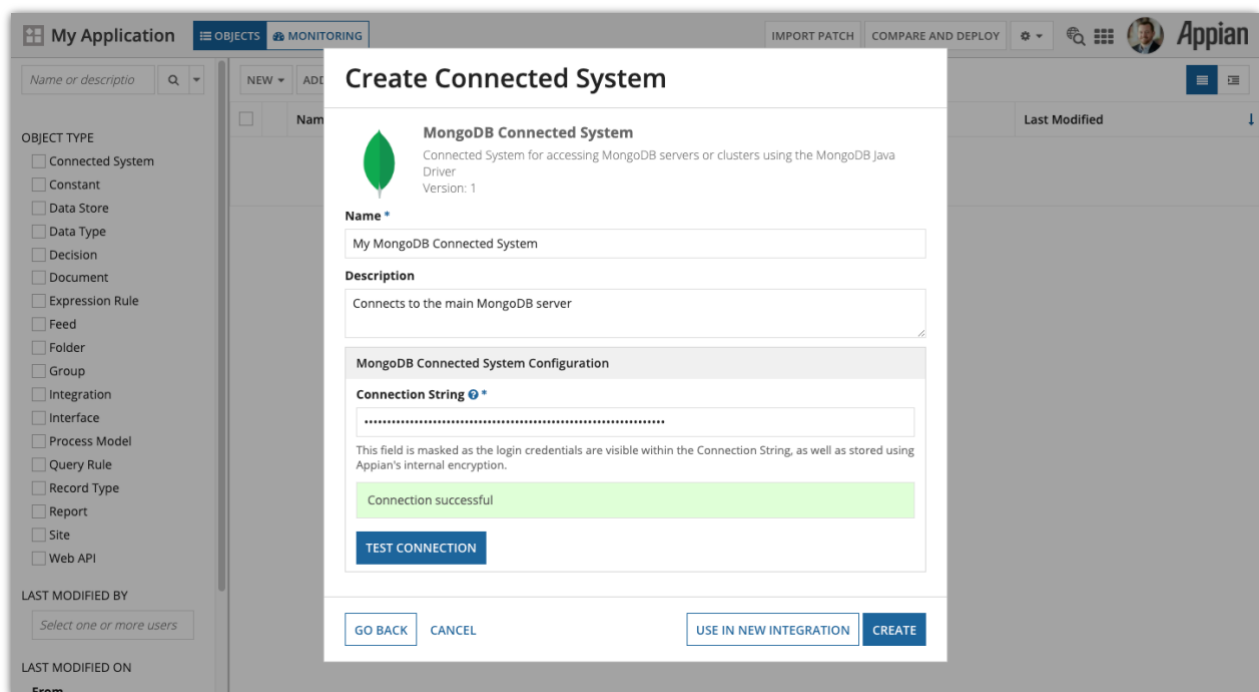 My Application
OBJECTS
MONITORING
IMPORT PATCH
COMPARE AND DEPLOY
Appian
Name or descriptio
NEW
ADD
Nam
Last Modified
OBJECT TYPE
Connected System
Constant
Data Store
Data Type
Decision
Document
Expression Rule
Feed
Folder
Group
Integration
Interface
Process Model
Query Rule
Record Type
Report
Site
Web API
LAST MODIFIED BY
Select one or more users
LAST MODIFIED ON
From
Create Connected System
MongoDB Connected System
Connected System for accessing MongoDB servers or clusters using the MongoDB Java
Driver
Version: 1
Name *
My MongoDB Connected System
Description
Connects to the main MongoDB server
MongoDB Connected System Configuration
Connection String ? *
This field is masked as the login credentials are visible within the Connection String, as well as stored using
Appian's internal encryption.
Connection successful
TEST CONNECTION
GO BACK
CANCEL
USE IN NEW INTEGRATION
CREATE